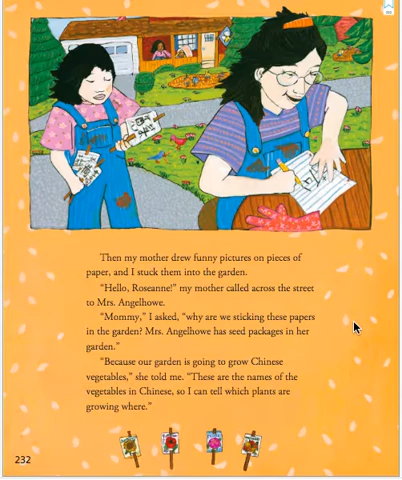 Then my mother drew funny pictures on pieces of
paper, and I stuck them into the garden.
“Hello, Roseanne!” my mother called across the street
to Mrs. Angelhowe.
“Mommy,” I asked, “why are we sticking these papers
in the garden? Mrs. Angelhowe has seed packages in her
garden.”
“Because our garden is going to grow Chinese
vegetables,” she told me. “These are the names of the
vegetables in Chinese, so I can tell which plants are
growing where.”
232